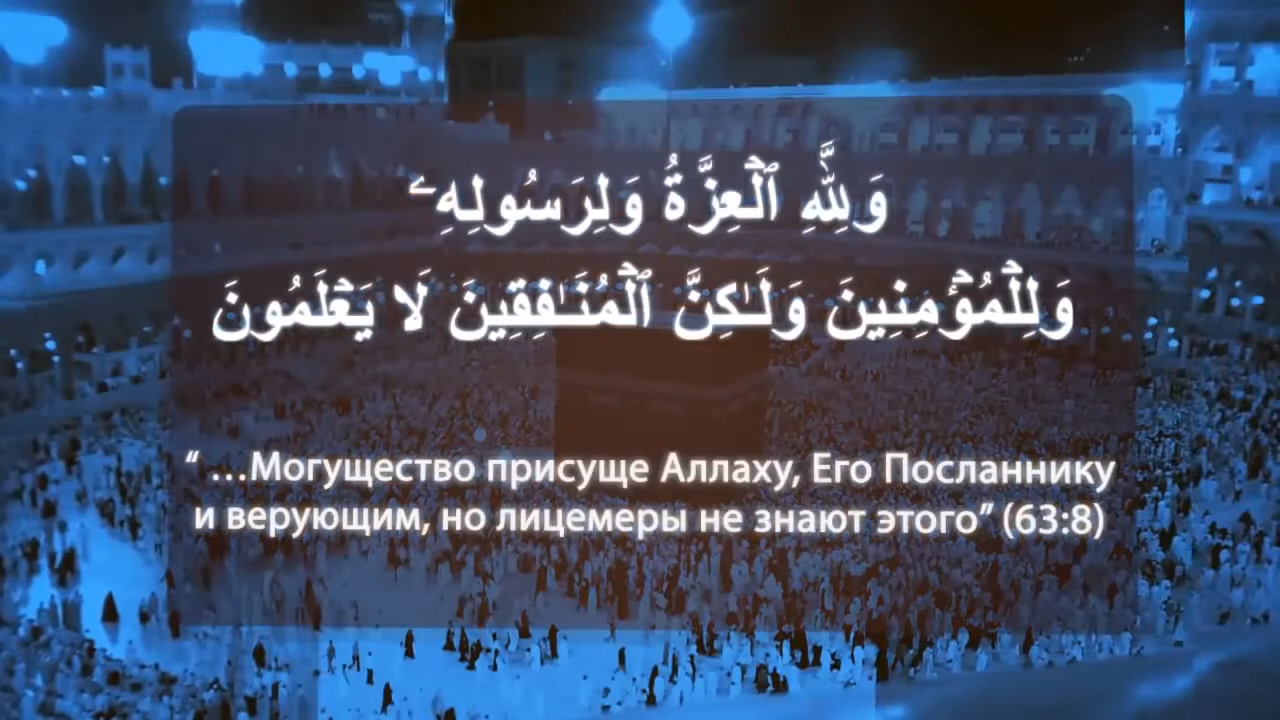 وَلِلَّهِ ٱلۡعِزَّةُ وَلِرَسُولِهِۦ
وَلِلۡمُؤۡمِنِينَ وَلَـٰكِنَّ ٱلۡمُنَـٰفِقِينَ لَا يَعۡلَمُونَ
“ …Могущество присуще Аллаху, Его Посланнику
и верующим, но лицемеры не знают этого” (63:8)